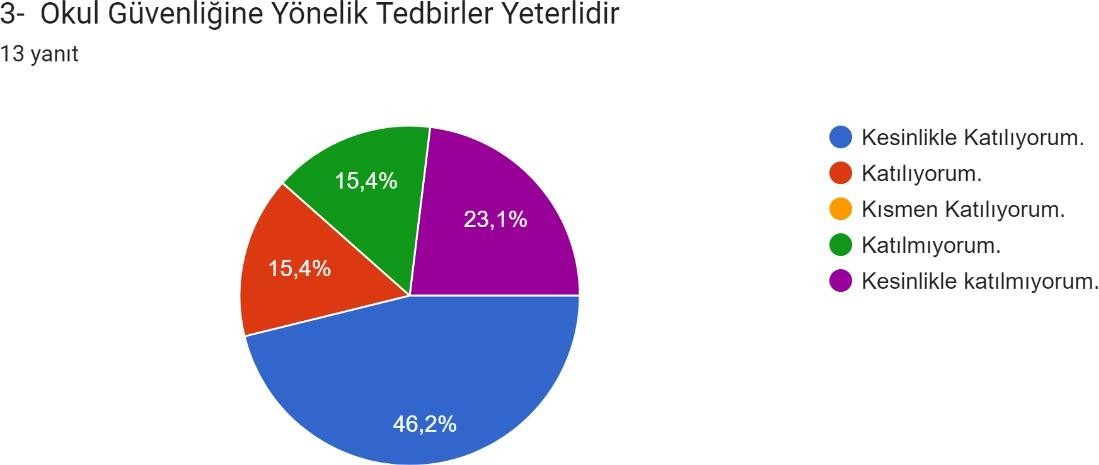 3-  Okul Güvenliğine Yönelik Tedbirler Yeterlidir
13 yanıt
15,4%
23,1%
15,4%
46,2%
Kesinlikle Katılıyorum.
Katılıyorum.
Kısmen Katılıyorum.
Katılmıyorum.
Kesinlikle katılmıyorum.